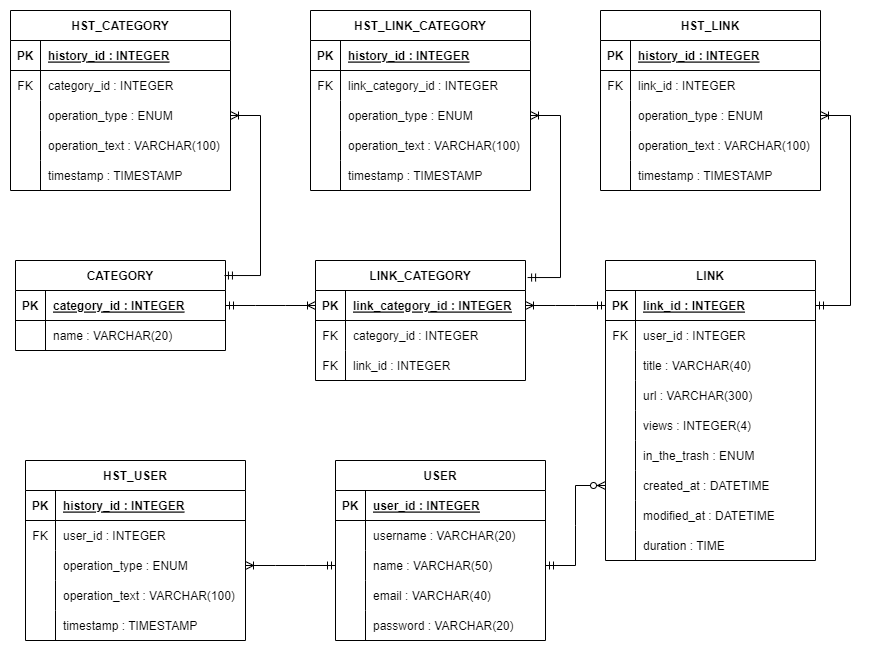 HST_CATEGORY
PK history_id : INTEGER
FK category_id : INTEGER
operation_type : ENUM
operation_text : VARCHAR(100)
timestamp : TIMESTAMP
HST_LINK_CATEGORY
PK history_id : INTEGER
FK link_category_id : INTEGER
operation_type : ENUM
operation_text : VARCHAR(100)
timestamp : TIMESTAMP
HST_LINK
PK history_id : INTEGER
FK link_id : INTEGER
operation_type : ENUM
operation_text : VARCHAR(100)
timestamp : TIMESTAMP
CATEGORY
PK category_id : INTEGER
name : VARCHAR(20)
LINK_CATEGORY
PK link_category_id : INTEGER
FK category_id : INTEGER
FK link_id : INTEGER
LINK
PK link_id : INTEGER
FK user_id : INTEGER
title : VARCHAR(40)
url : VARCHAR(300)
views : INTEGER(4)
in_the_trash : ENUM
created_at : DATETIME
modified_at : DATETIME
duration : TIME
HST_USER
PK history_id : INTEGER
FK user_id : INTEGER
operation_type : ENUM
operation_text : VARCHAR(100)
timestamp : TIMESTAMP
USER
PK user_id : INTEGER
username : VARCHAR(20)
name : VARCHAR(50)
email : VARCHAR(40)
password : VARCHAR(20)